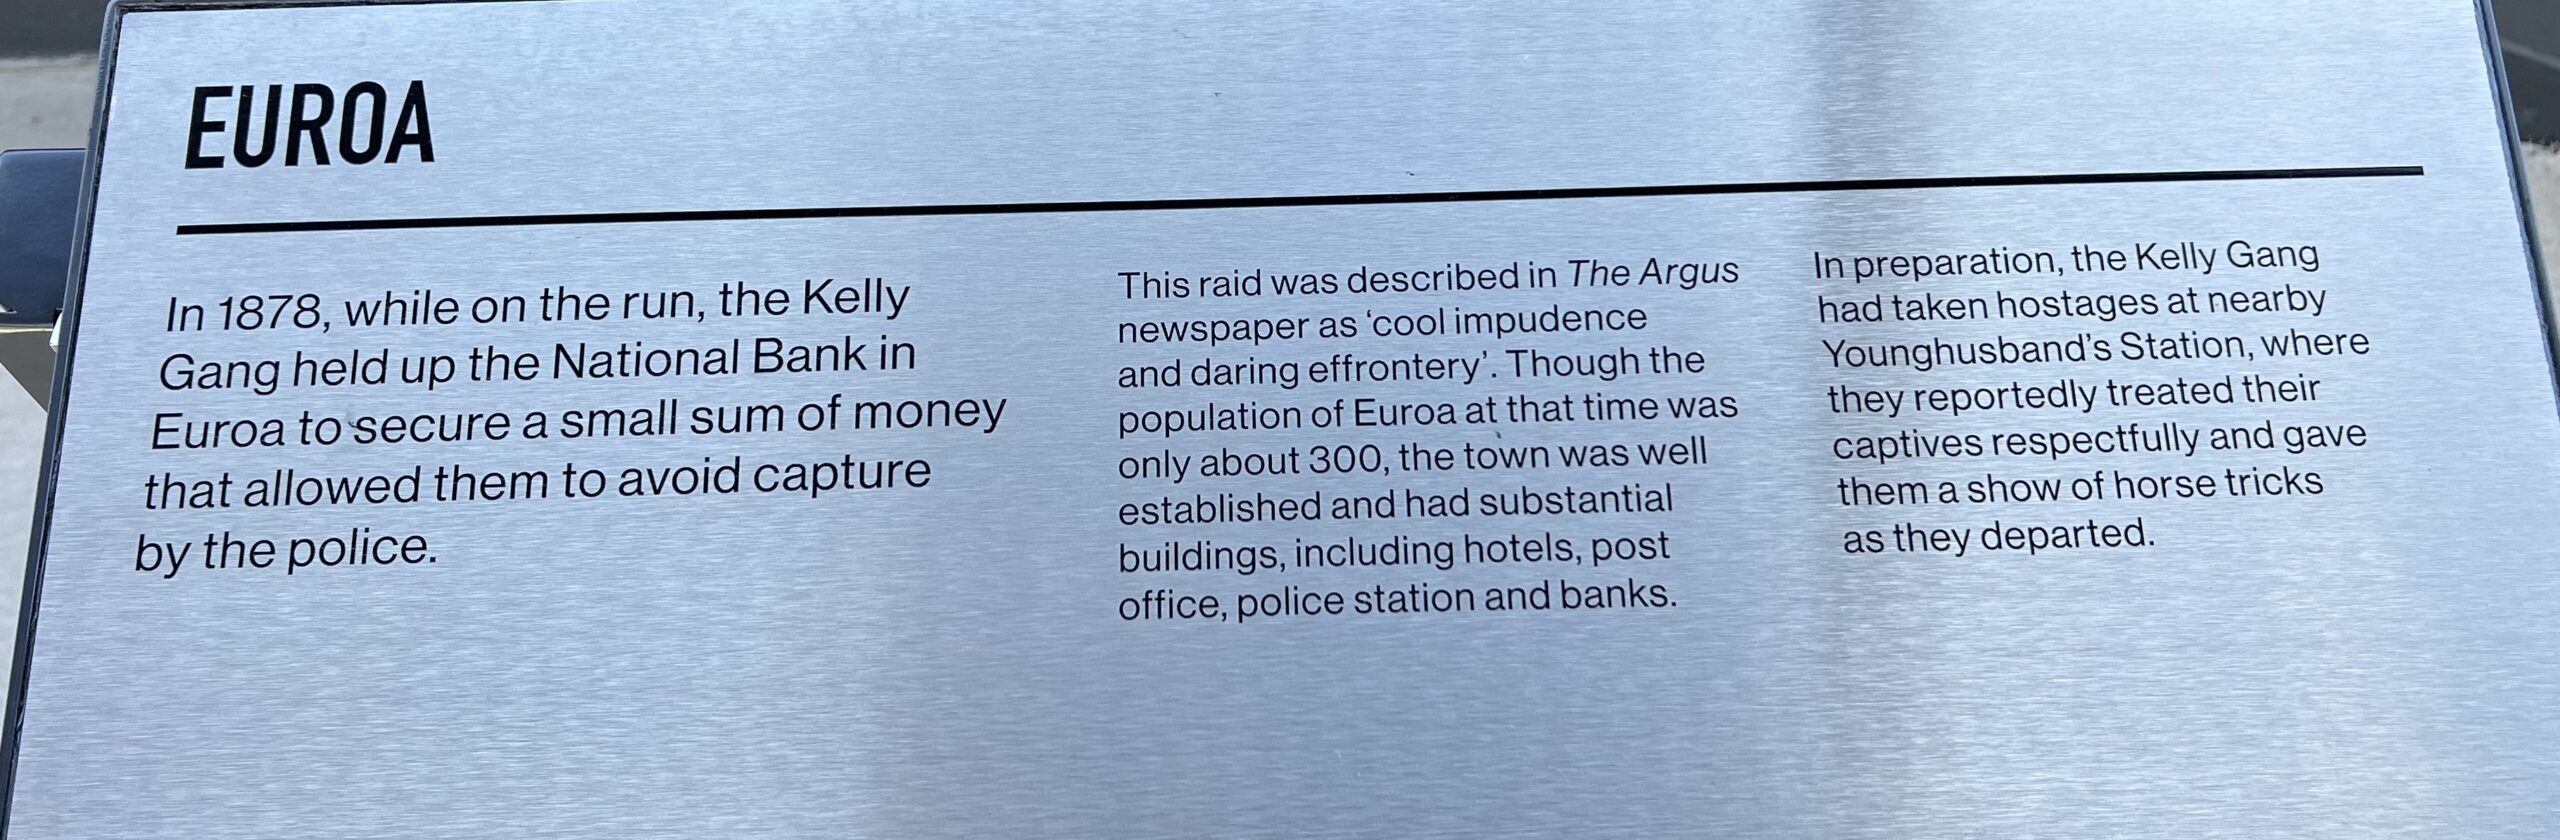 EUROA
In 1878, while on the run, the Kelly
Gang held up the National Bank in
Euroa to secure a small sum of money
that allowed them to avoid capture
by the police.
This raid was described in The Argus
newspaper as ‘cool impudence
and daring effrontery’. Though the
population of Euroa at that time was
only about 300, the town was well
established and had substantial
buildings, including hotels, post
office, police station and banks.
In preparation, the Kelly Gang
had taken hostages at nearby
Younghusband’s Station, where
they reportedly treated their
captives respectfully and gave
them a show of horse tricks
as they departed.